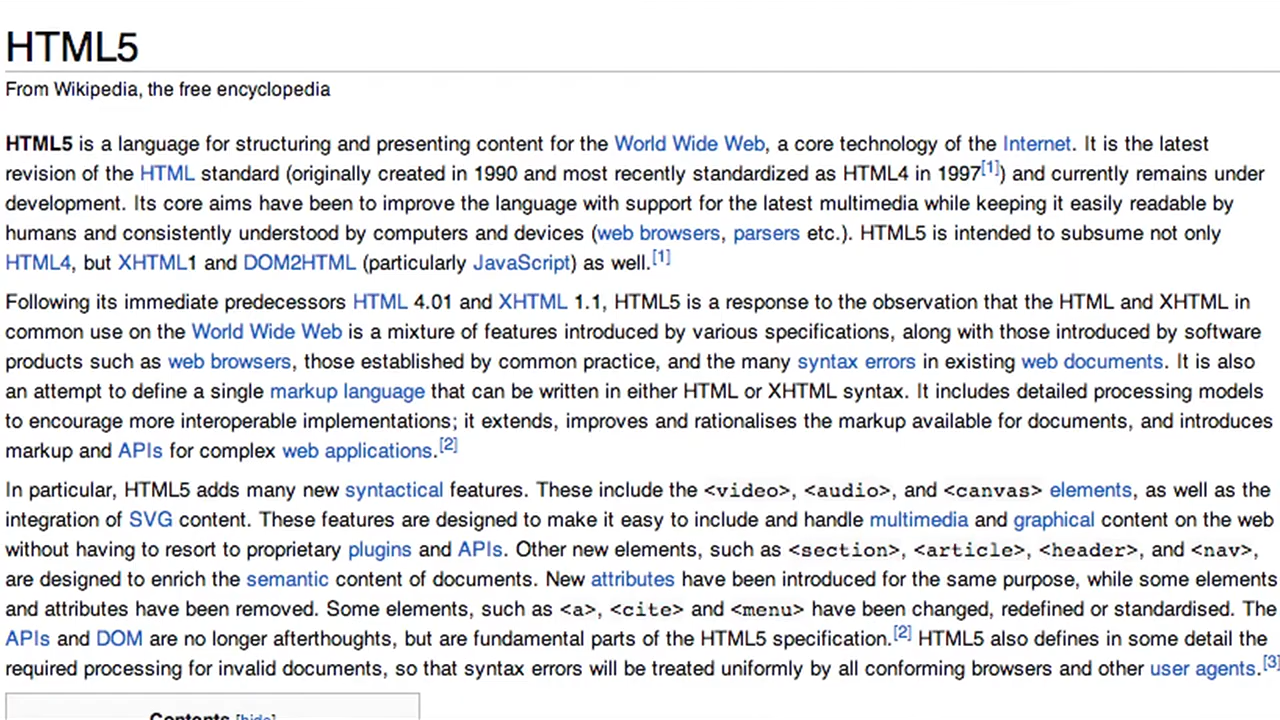 HTML5
From Wikipedia, the free encyclopedia
HTML5 is a language for structuring and presenting content for the World Wide Web, a core technology of the Internet. It is the latest
revision of the HTML standard (originally created in 1990 and most recently standardized as HTML4 in 1997[1]) and currently remains under
development. Its core aims have been to improve the language with support for the latest multimedia while keeping it easily readable by
humans and consistently understood by computers and devices (web browsers, parsers etc.). HTML5 is intended to subsume not only
HTML4, but XHTML1 and DOM2HTML (particularly JavaScript) as well.[1]
Following its immediate predecessors HTML 4.01 and XHTML 1.1, HTML5 is a response to the observation that the HTML and XHTML in
common use on the World Wide Web is a mixture of features introduced by various specifications, along with those introduced by software
products such as web browsers, those established by common practice, and the many syntax errors in existing web documents. It is also
an attempt to define a single markup language that can be written in either HTML or XHTML syntax. It includes detailed processing models
to encourage more interoperable implementations; it extends, improves and rationalises the markup available for documents, and introduces
markup and APIs for complex web applications.[2]
In particular, HTML5 adds many new syntactical features. These include the <video>, <audio>, and <canvas> elements, as well as the
integration of SVG content. These features are designed to make it easy to include and handle multimedia and graphical content on the web
without having to resort to proprietary plugins and APIs. Other new elements, such as <section>, <article>, <header>, and <nav>,
are designed to enrich the semantic content of documents. New attributes have been introduced for the same purpose, while some elements
and attributes have been removed. Some elements, such as <a>, <cite> and <menu> have been changed, redefined or standardised. The
APIs and DOM are no longer afterthoughts, but are fundamental parts of the HTML5 specification.[2] HTML5 also defines in some detail the
required processing for invalid documents, so that syntax errors will be treated uniformly by all conforming browsers and other user agents.[3]
Contents [hide]